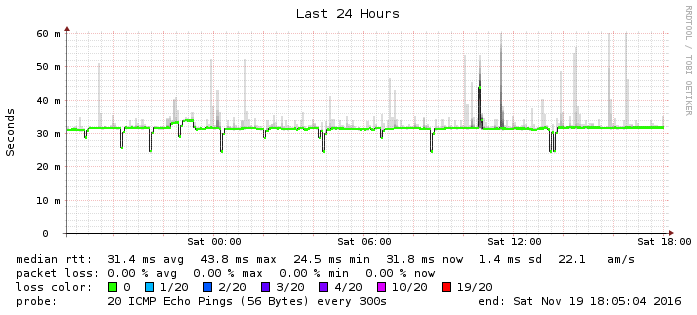 Last 24 Hours
RRDTOOL / TOBI OETIKER
Seconds
60 m
50 m
40 m
30 m
20 m
10 m
0
Sat 00:00 Sat 06:00 Sat 12:00 Sat 18:00
median rtt: 31.4 ms avg 43.8 ms max 24.5 ms min 31.8 ms now 1.4 ms sd 22.1 am/s
packet loss: 0.00 % avg 0.00 % max 0.00 % min 0.00 % now
loss color: 0 1/20 2/20 3/20 4/20 10/20 19/20
probe: 20 ICMP Echo Pings (56 Bytes) every 300s end: Sat Nov 19 18:05:04 2016